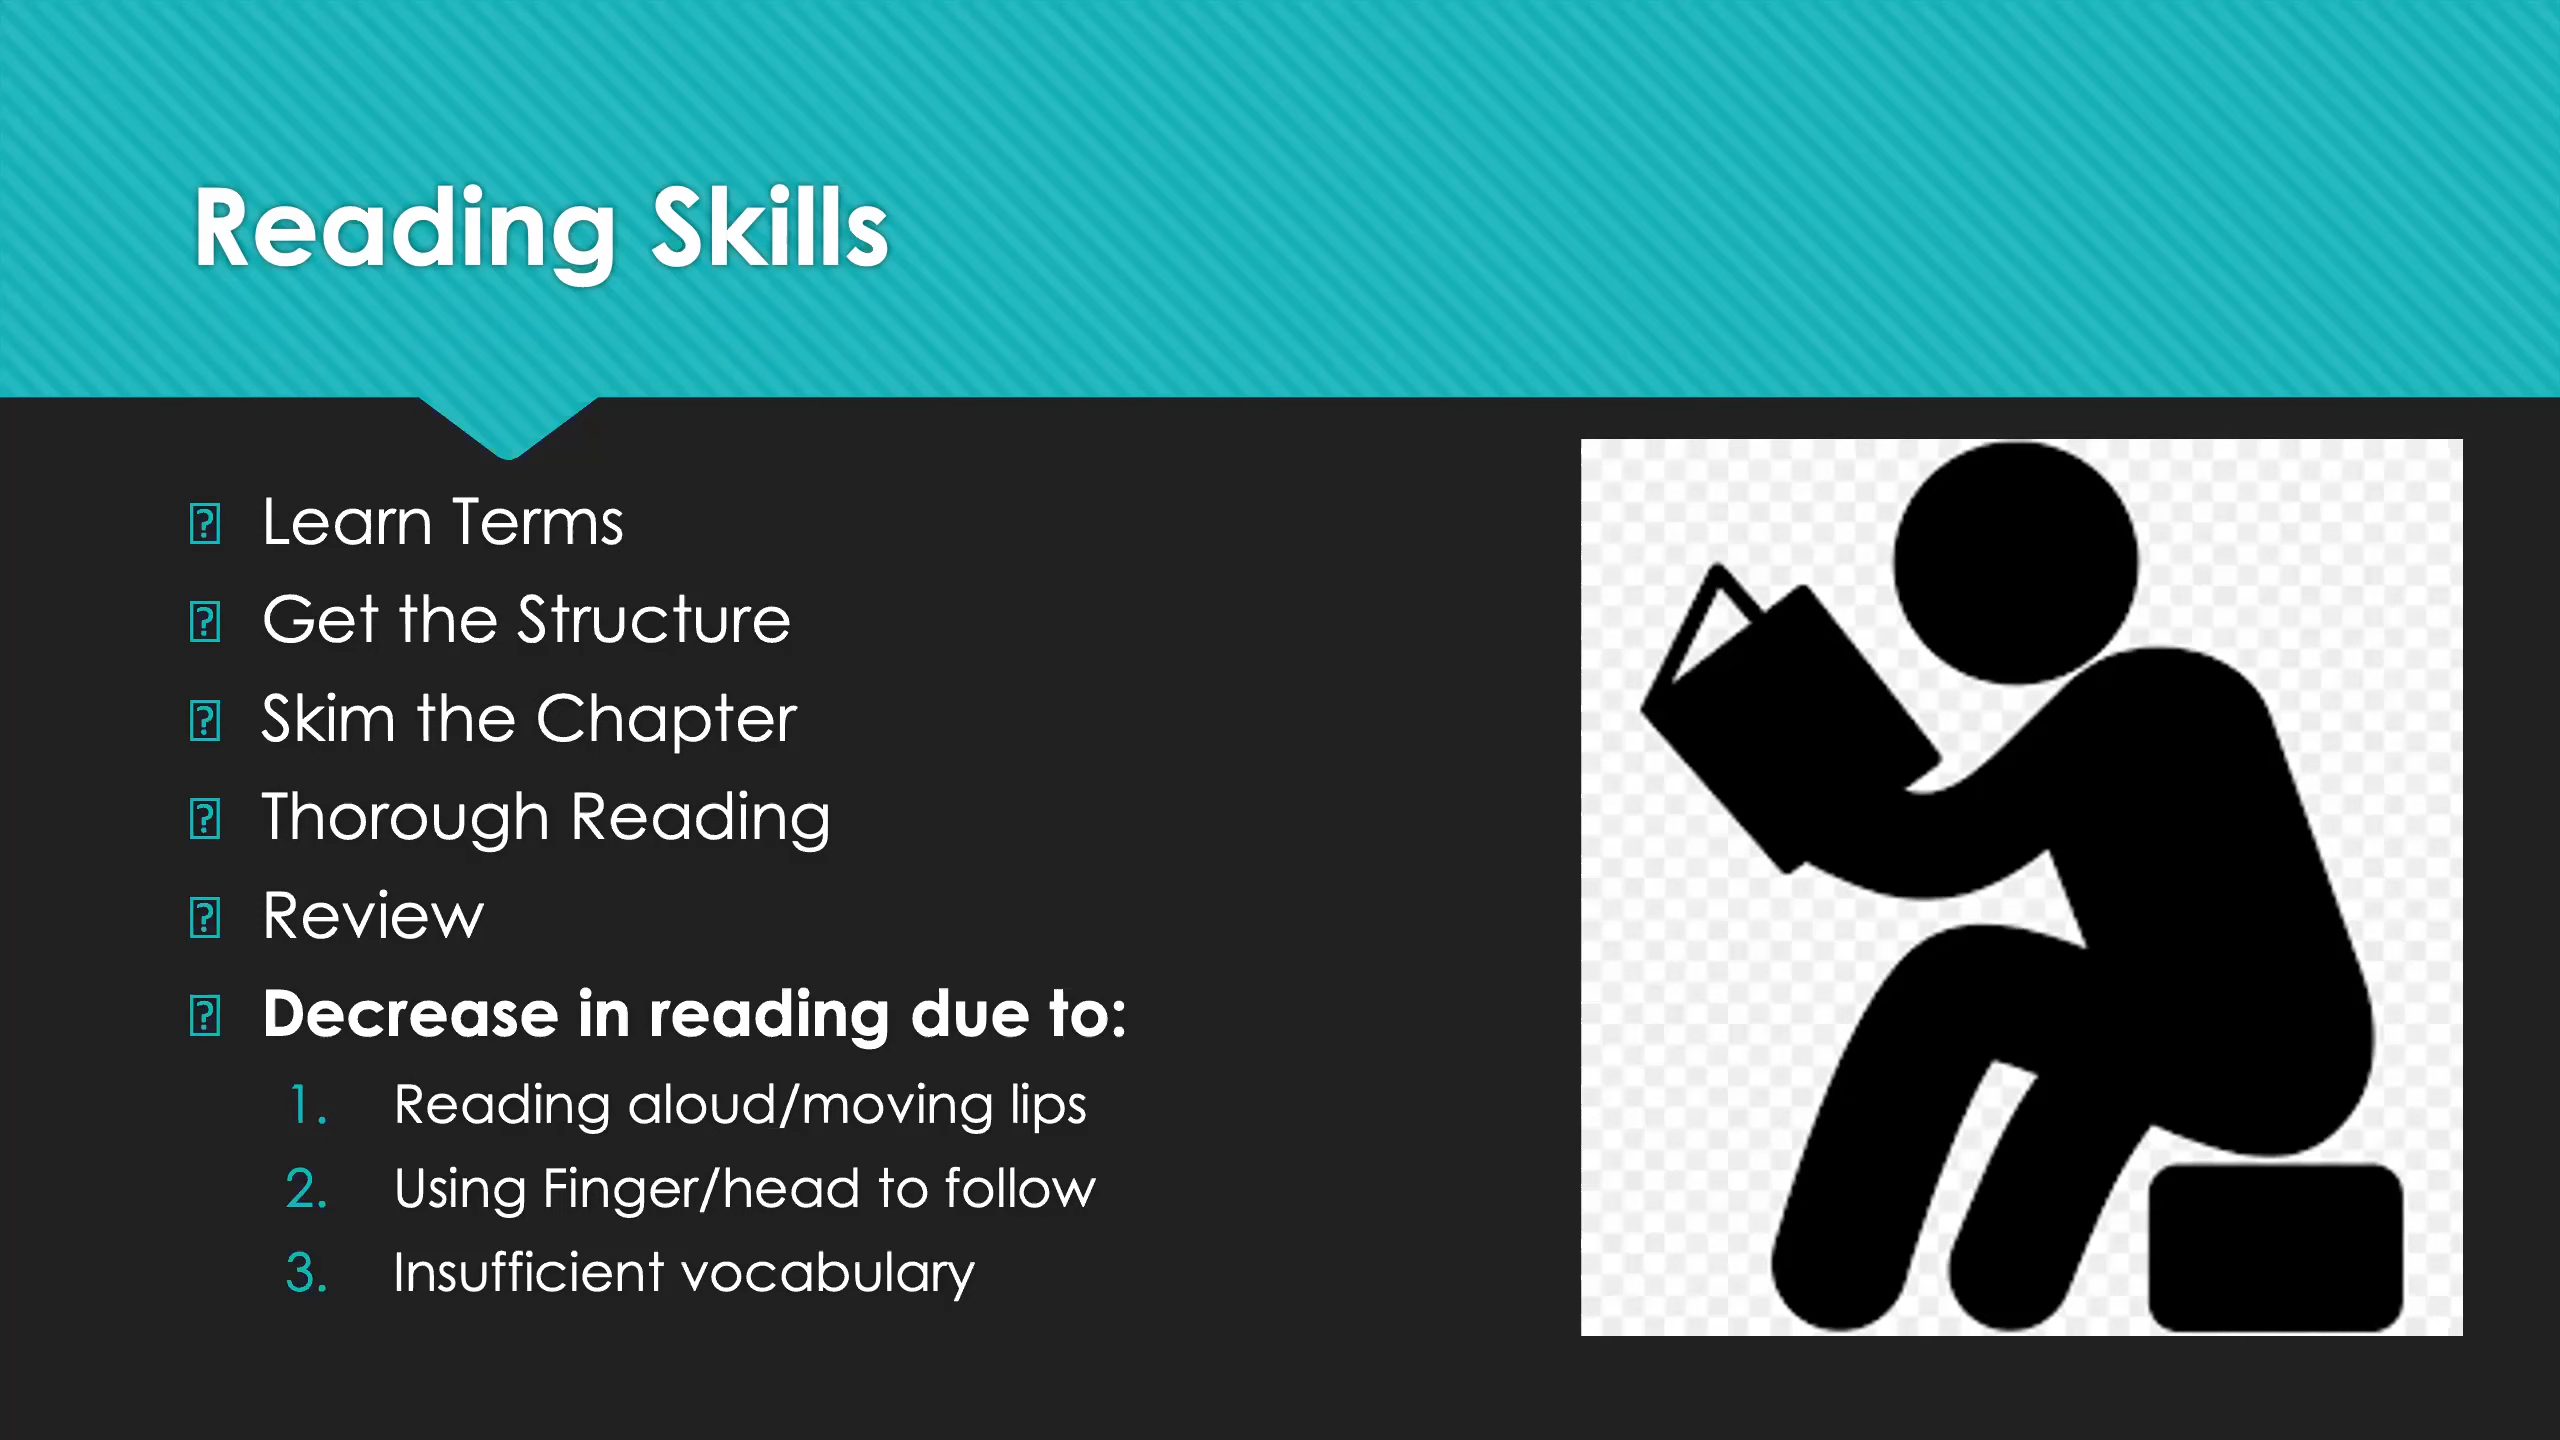 Reading Skills
Learn Terms
Get the Structure
Skim the Chapter
Thorough Reading
Review
Decrease in reading due to:
1. Reading aloud/moving lips
2. Using Finger/head to follow
3. Insufficient vocabulary